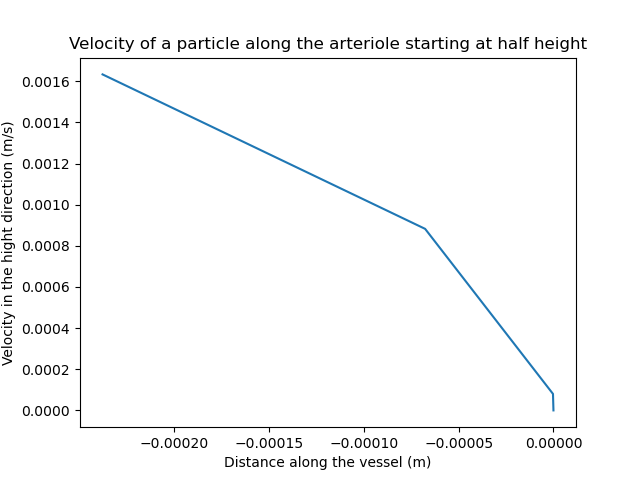 Velocity of a particle along the arteriole starting at half height
0.0016
0.0014
0.0012
0.0010
0.0008
0.0006
0.0004
0.0002
0.0000
Velocity in the hight direction (m/s)
−0.00020 −0.00015 −0.00010 −0.00005 0.00000
Distance along the vessel (m)